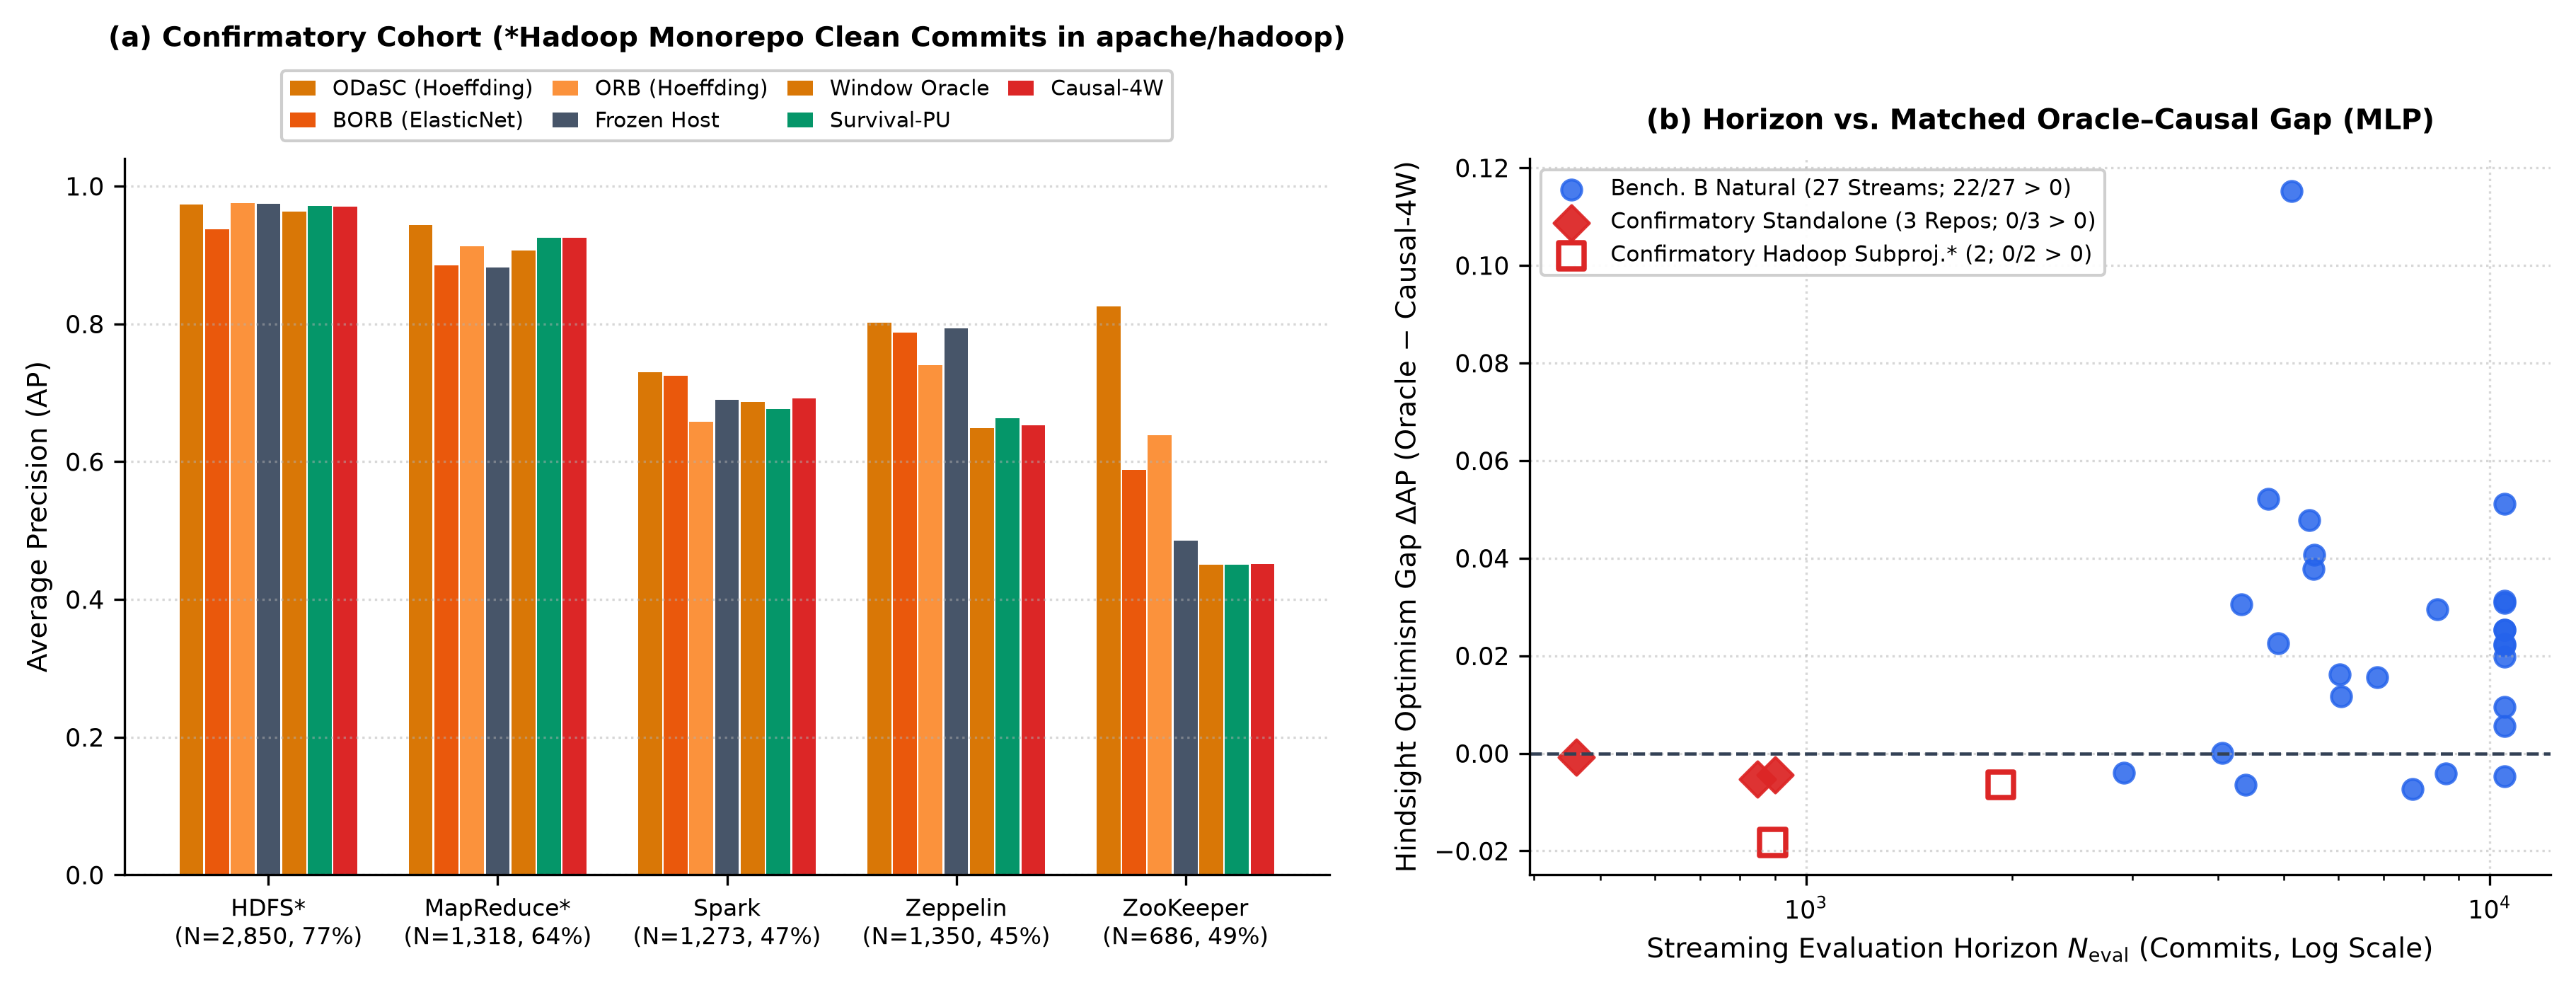 (a) Confirmatory Cohort (*Hadoop Monorepo Clean Commits in apache/hadoop)
ODaSC (Hoeffding)
BORB (ElasticNet)
ORB (Hoeffding)
Frozen Host
Window Oracle
Survival-PU
Causal-4W
Average Precision (AP)
1.0
0.8
0.6
0.4
0.2
0.0
HDFS*
(N=2,850, 77%)
MapReduce*
(N=1,318, 64%)
Spark
(N=1,273, 47%)
Zeppelin
(N=1,350, 45%)
ZooKeeper
(N=686, 49%)
(b) Horizon vs. Matched Oracle–Causal Gap (MLP)
Bench. B Natural (27 Streams; 22/27 > 0)
Confirmatory Standalone (3 Repos; 0/3 > 0)
Confirmatory Hadoop Subproj.* (2; 0/2 > 0)
Hindsight Optimism Gap ΔAP (Oracle − Causal-4W)
0.12
0.10
0.08
0.06
0.04
0.02
0.00
−0.02
10³
10⁴
Streaming Evaluation Horizon N_eval (Commits, Log Scale)